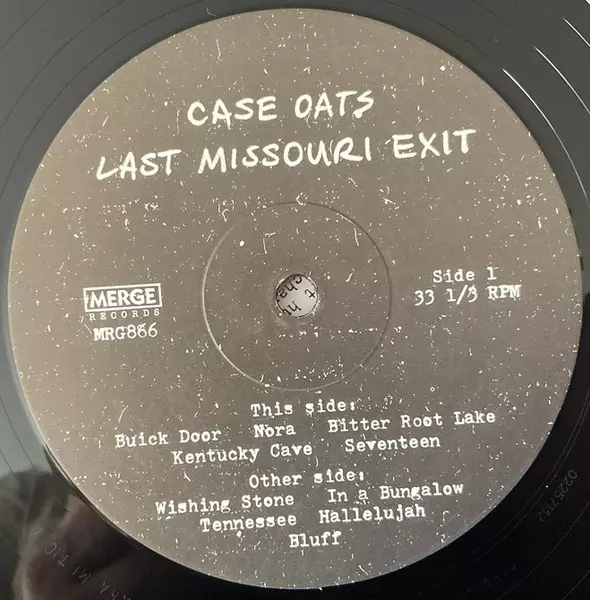 CASE OATS
LAST MISSOURI EXIT
MERGE
RECORDS
MRG866
Side 1
33 1/3 RPM
This side:
Buick Door Nora Bitter Root Lake
Kentucky Cave Seventeen
Other side:
Wishing Stone In a Bungalow
Tennessee Hallelujah
Bluff